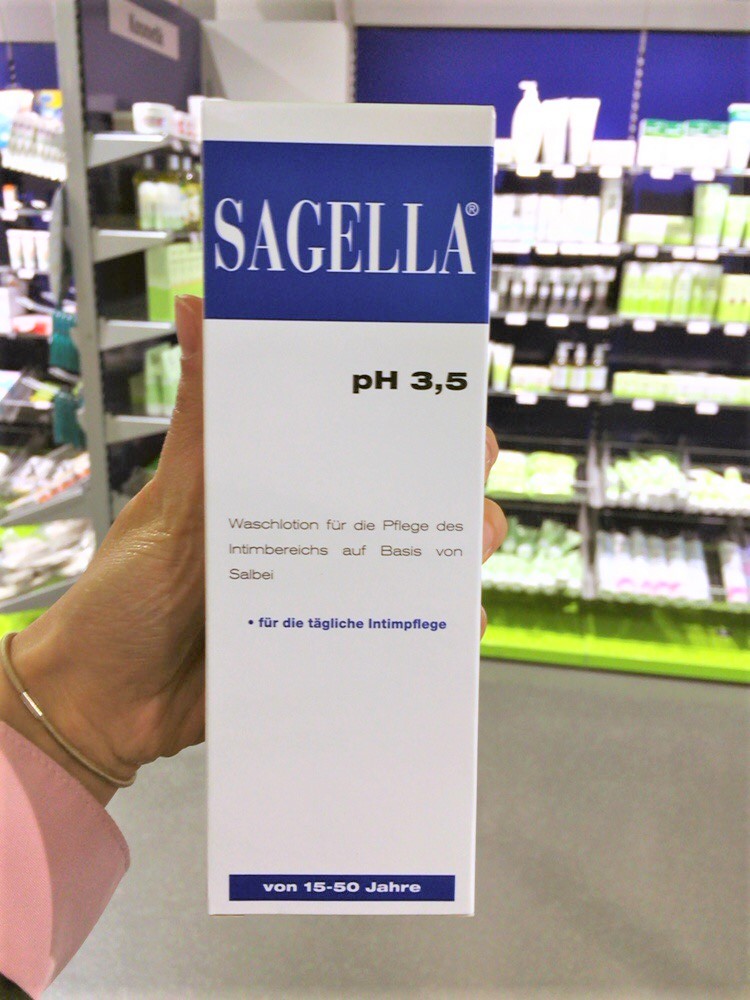 Kosmetik
SAGELLA®
pH 3,5
Waschlotion für die Pflege des
Intimbereichs auf Basis von
Salbei
• für die tägliche Intimpflege
von 15-50 Jahre